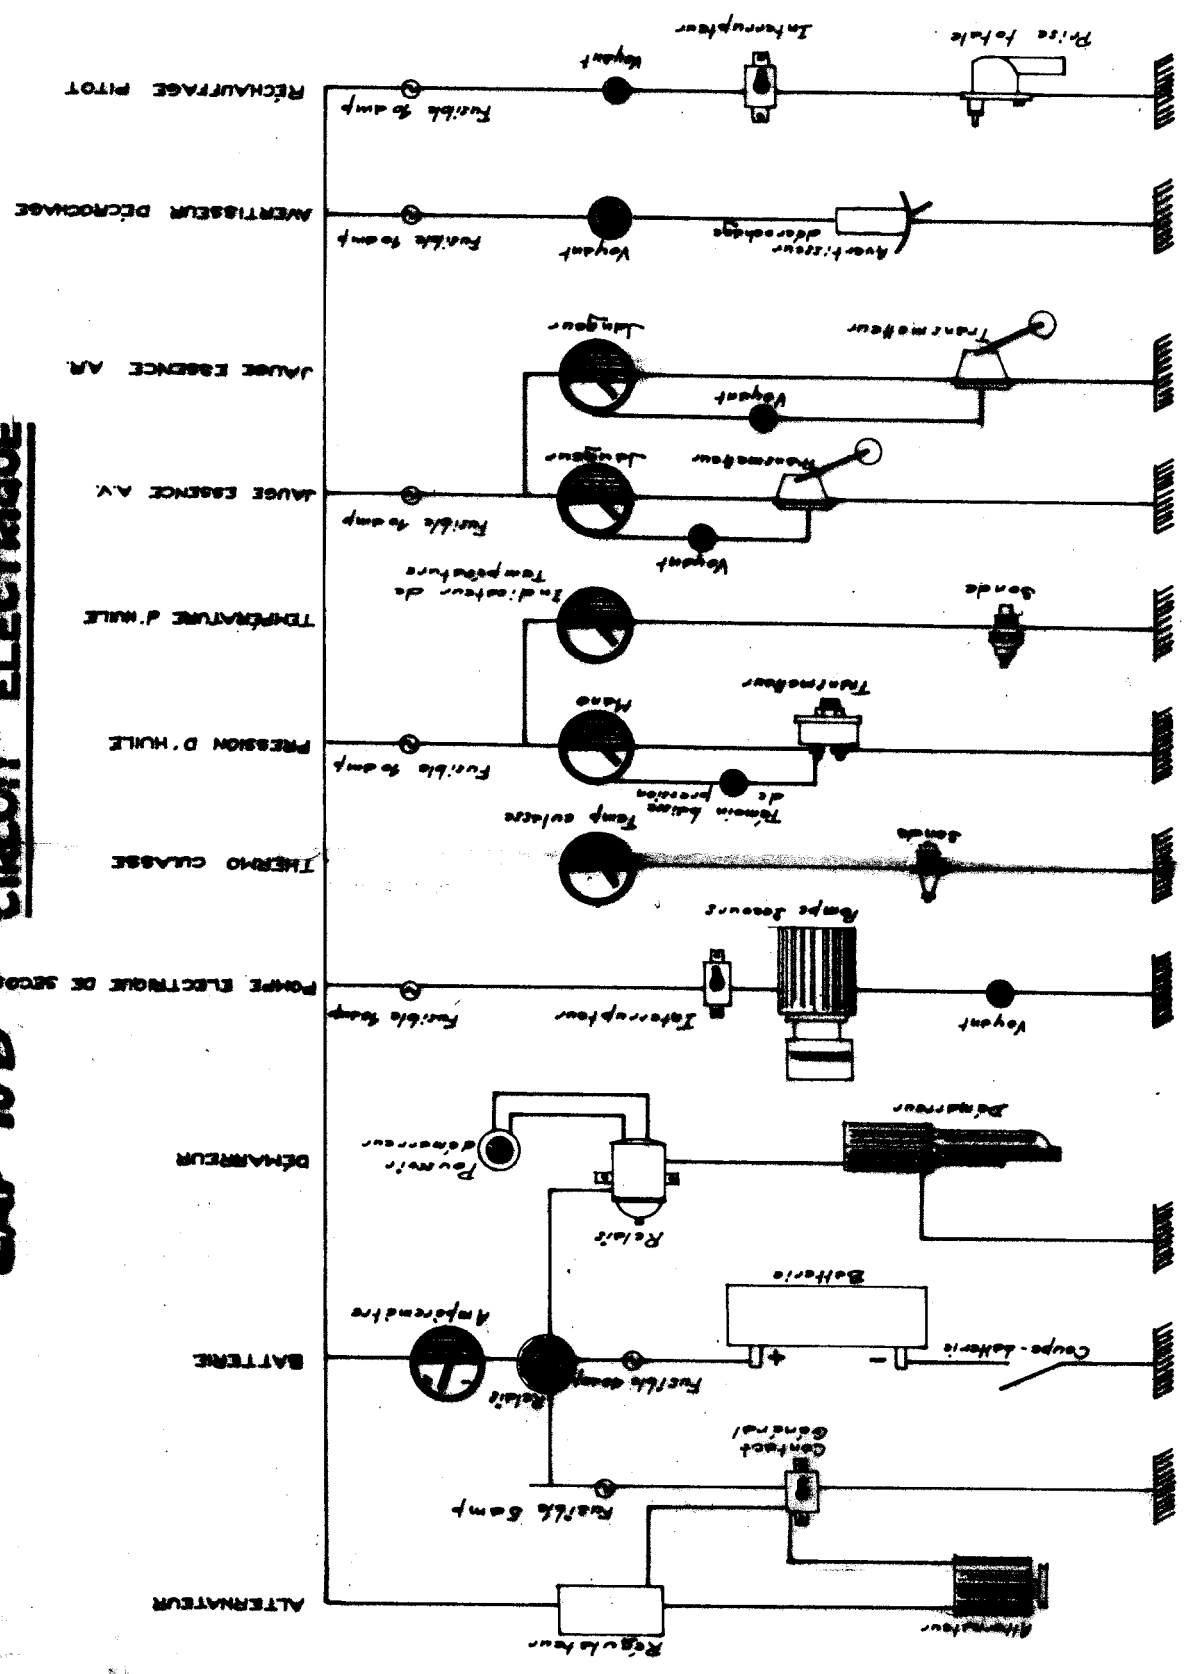 CAP 10 B
CIRCUIT ELECTRIQUE
Alternateur
Régulateur
ALTERNATEUR
Fusible 5 amp
Contact
Général
Coupe-batterie
- +
Fusible
Relais
Batterie
Ampèremètre
BATTERIE
Relais
Poussoir
démarreur
DÉMARREUR
Démarreur
Voyant
Interrupteur
Fusible 10 amp
POMPE ELECTRIQUE DE SECO
Pompe Secours
Sonde
THERMO CULASSE
Temp culasse
Témoin baisse
de pression
Fusible 10 amp
PRESSION D'HUILE
Mano
Transmetteur
TEMPÉRATURE d'HUILE
Sonde
Indicateur de
Température
Voyant
Fusible 10 amp
JAUGE ESSENCE A.V.
Transmetteur
Jaugeur
Voyant
JAUGE ESSENCE AR.
Transmetteur
Jaugeur
Avertisseur
décrochage
Voyant
Fusible 10 amp
AVERTISSEUR DÉCROCHAGE
Fusible 10 amp
RÉCHAUFFAGE PITOT
Voyant
Prise totale
Interrupteur